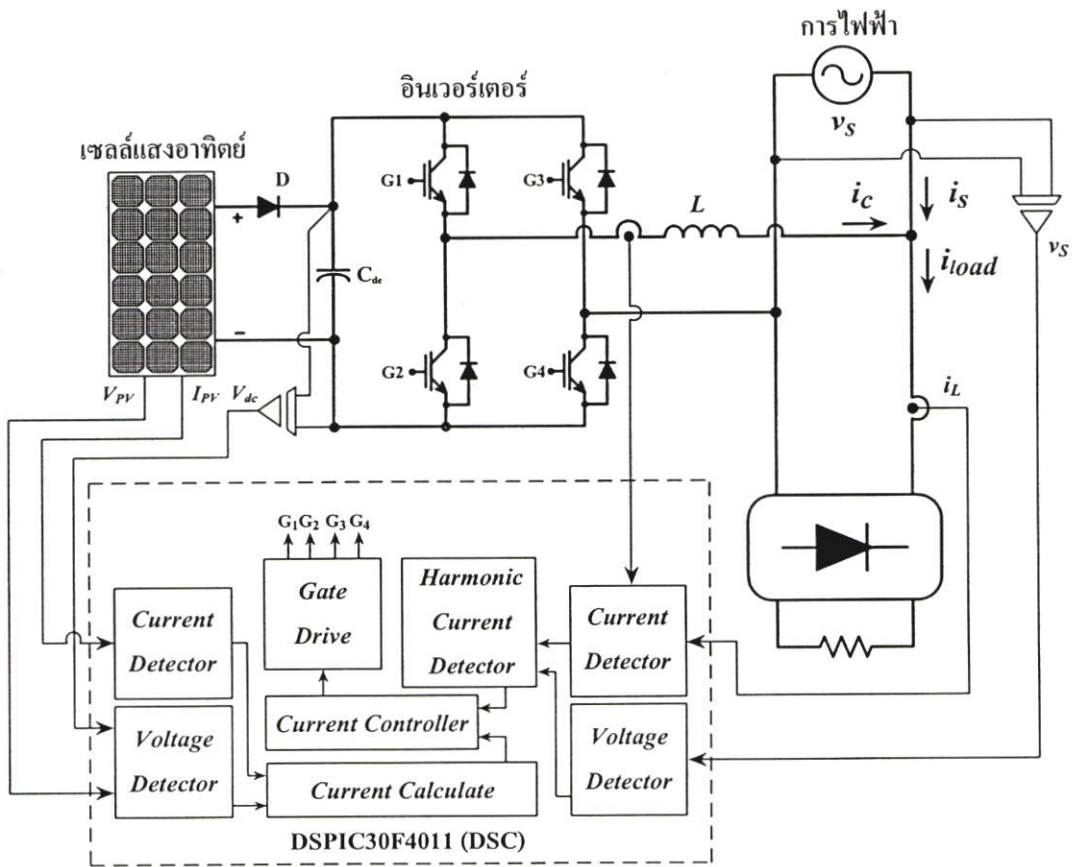 การไฟฟ้า
v_S
อินเวอร์เตอร์
เซลล์แสงอาทิตย์
D
G1
G3
+
C_dc
-
L
i_C
i_S
i_load
v_S
G2
G4
V_PV
I_PV
V_dc
i_L
G₁G₂ G₃ G₄
Gate
Drive
Harmonic
Current
Detector
Current
Detector
Current
Detector
Current Controller
Voltage
Detector
Voltage
Detector
Current Calculate
DSPIC30F4011 (DSC)